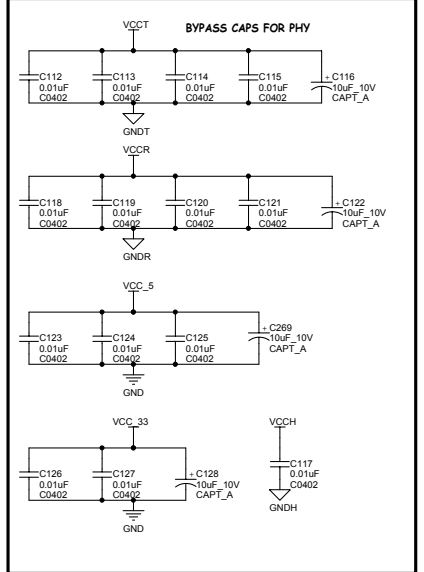 VCCT
BYPASS CAPS FOR PHY
C112
0.01uF
C0402
C113
0.01uF
C0402
C114
0.01uF
C0402
C115
0.01uF
C0402
+ C116
10uF_10V
CAPT_A
GNDT
VCCR
C118
0.01uF
C0402
C119
0.01uF
C0402
C120
0.01uF
C0402
C121
0.01uF
C0402
+ C122
10uF_10V
CAPT_A
GNDR
VCC_5
C123
0.01uF
C0402
C124
0.01uF
C0402
C125
0.01uF
C0402
+ C269
10uF_10V
CAPT_A
GND
VCC_33
C126
0.01uF
C0402
C127
0.01uF
C0402
+ C128
10uF_10V
CAPT_A
GND
VCCH
C117
0.01uF
C0402
GNDH